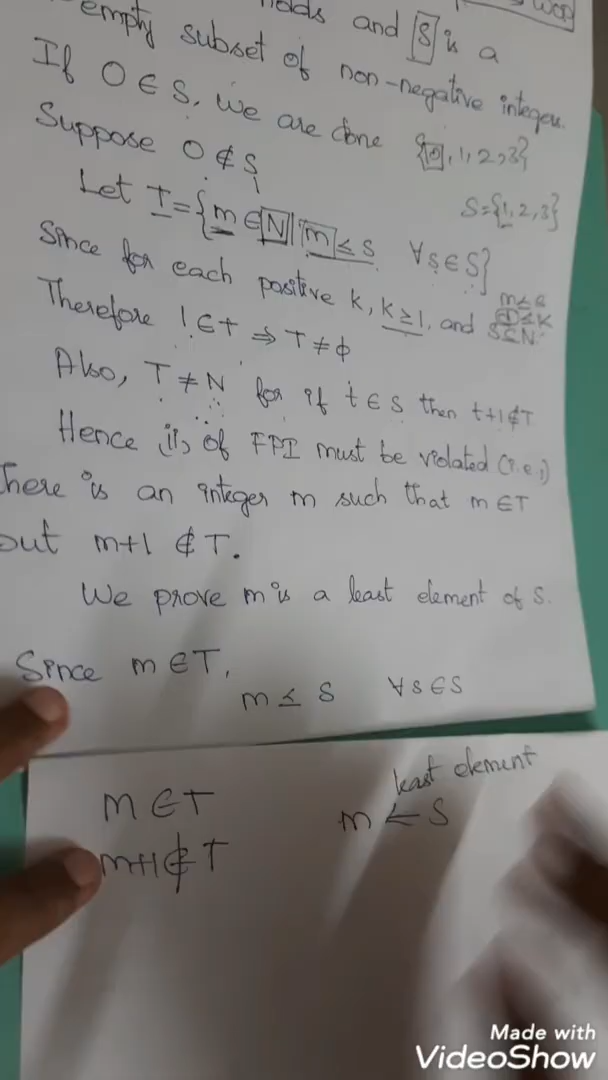 holds and S is a
empty subset of non-negative integers.
If 0 ∈ S, we are done {0, 1, 2, 3}
Suppose 0 ∉ S
S={1, 2, 3}
Let T = {m ∈ N | m ≤ s ∀ s ∈ S}
Since for each positive k, k ≥ 1, and S ⊆ N
Therefore 1 ∈ T ⇒ T ≠ ϕ
Also, T ≠ N for if t ∈ S then t+1 ∉ T
Hence (ii) of FPI must be violated (i.e.,)
There is an integer m such that m ∈ T
but m+1 ∉ T.
We prove m is a least element of S.
Since m ∈ T,
m ≤ s ∀ s ∈ S
least element
m ∈ T m ← S
m+1 ∉ T
Made with
VideoShow